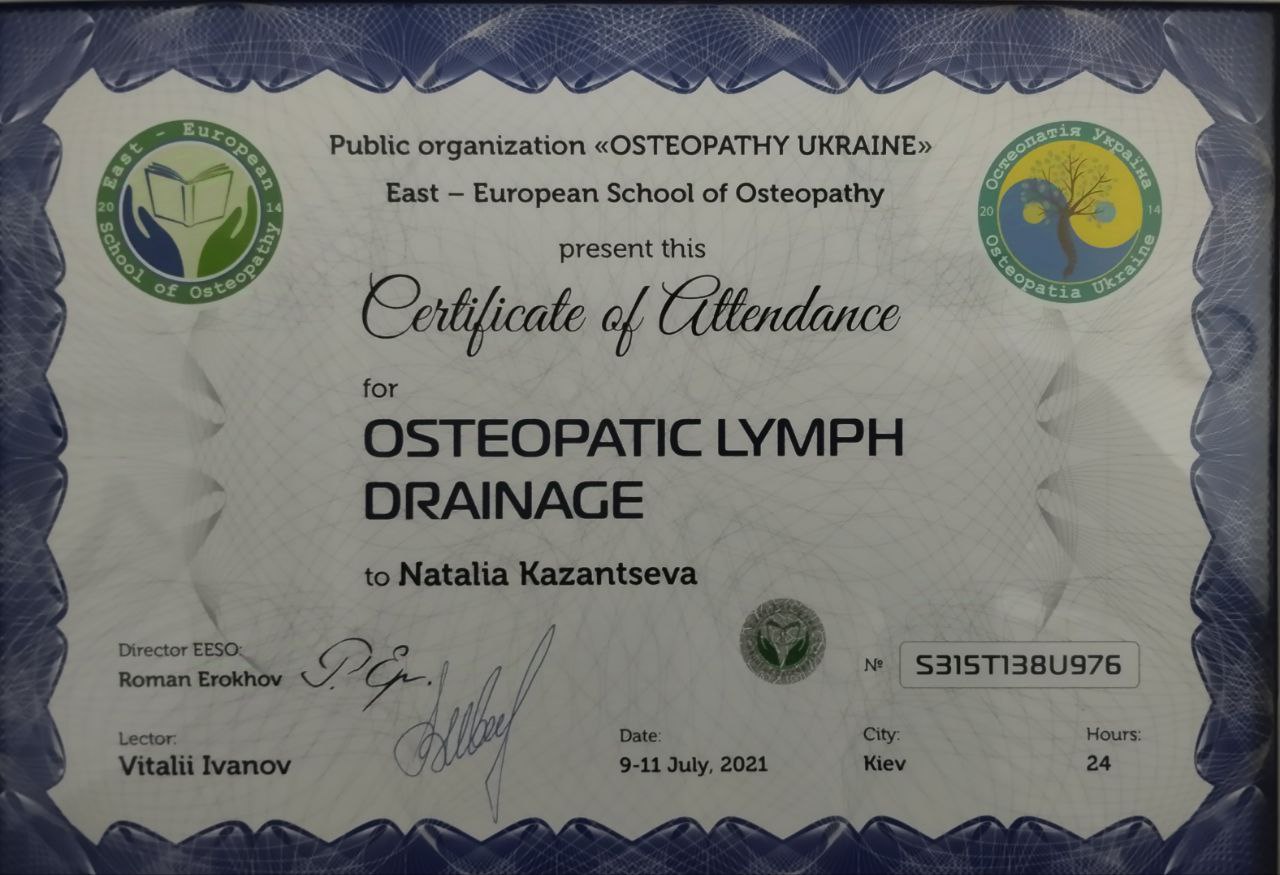 East - European
School of Osteopathy
20 14
Остеопатія Україна
Osteopatia Ukraine
20 14
Public organization «OSTEOPATHY UKRAINE»
East – European School of Osteopathy
present this
Certificate of Attendance
for
OSTEOPATIC LYMPH
DRAINAGE
to Natalia Kazantseva
Director EESO:
Roman Erokhov
№ S315T138U976
Lector:
Vitalii Ivanov
Date:
9-11 July, 2021
City:
Kiev
Hours:
24